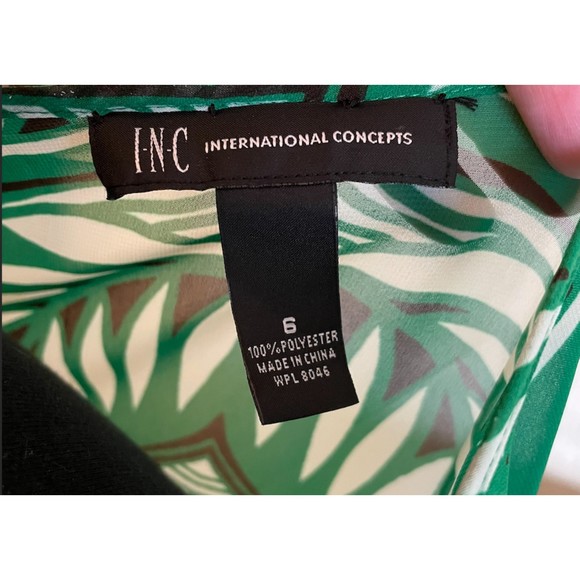 I·N·C INTERNATIONAL CONCEPTS
6
100% POLYESTER
MADE IN CHINA
WPL 8046